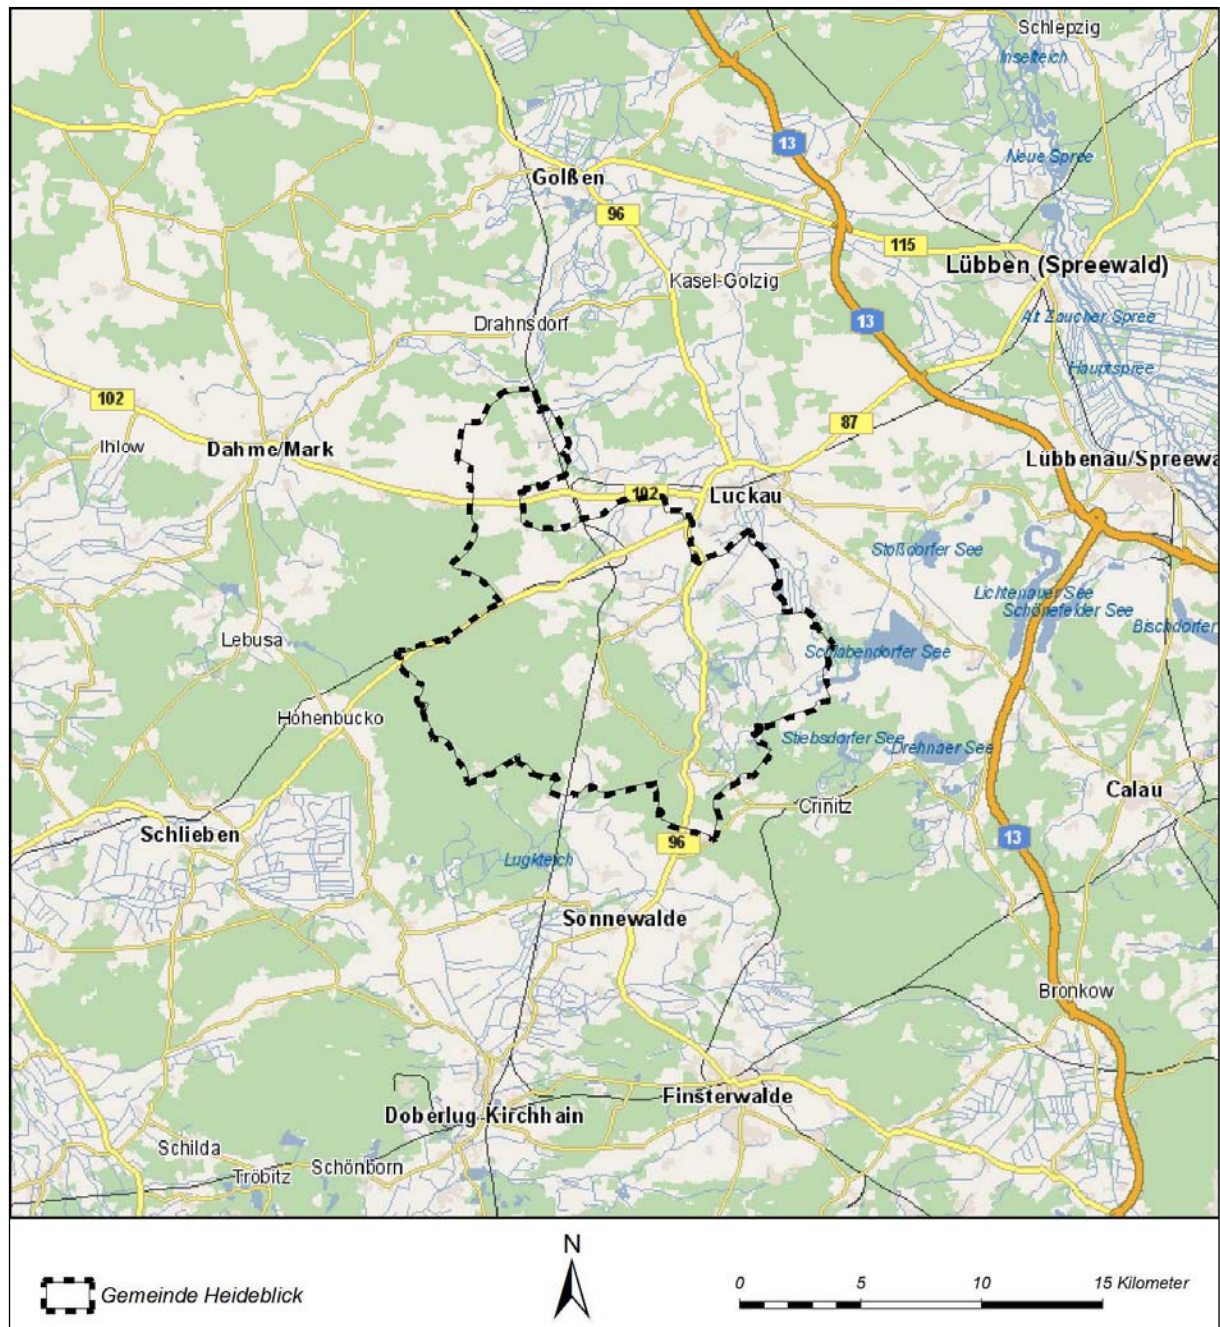 Schlepzig
Inselteich
13
Neue Spree
Golßen
96
115
Lübben (Spreewald)
Kasel-Golzig
Drahnsdorf
13
Alt Zaucher Spree
Hauptspree
102
87
Ihlow
Dahme/Mark
Lübbenau/Spreewa
102
Luckau
Stoßdorfer See
Lichtenauer See
Schönefelder See
Bischdorfer
Lebusa
Schlabendorfer See
Hohenbucko
Stiebsdorfer See
Drehnaer See
Calau
Crinitz
Schlieben
96
13
Lugkteich
Sonnewalde
Bronkow
Finsterwalde
Doberlug-Kirchhain
Schilda
Schönborn
Tröbitz
N
Gemeinde Heideblick
0 5 10 15 Kilometer